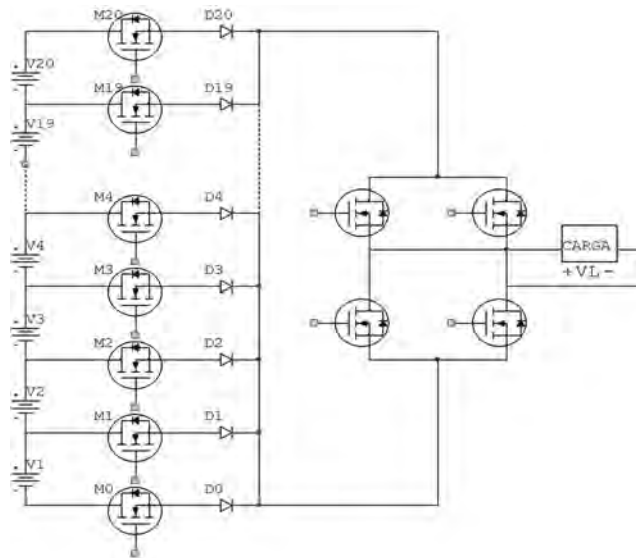 M20 D20
V20
M19 D19
V19
M4 D4
V4
M3 D3
V3
M2 D2
V2
M1 D1
V1
M0 D0
CARGA
+VL-